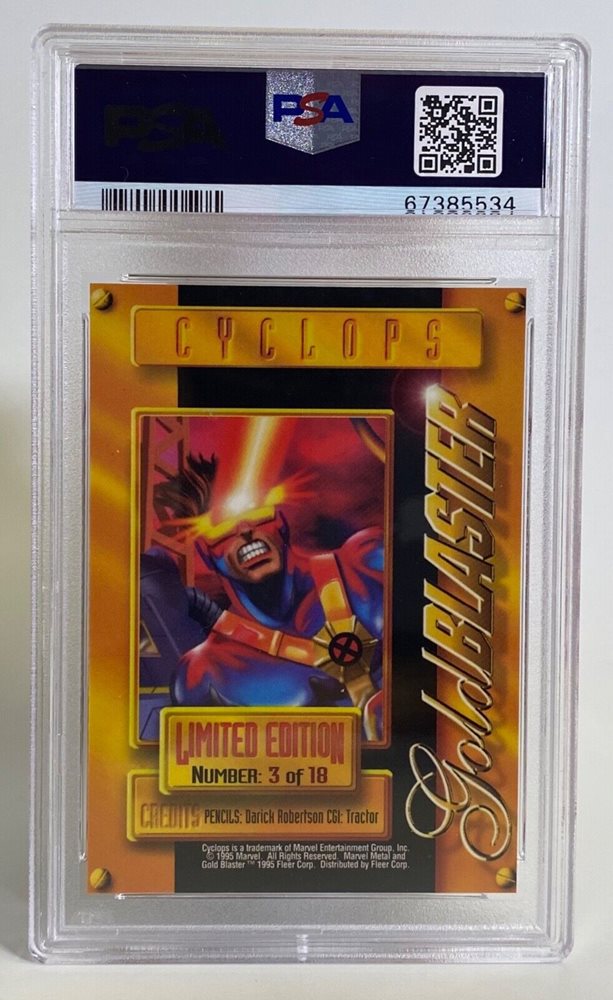 PSA
PSA
67385534
CYCLOPS
GoldBLASTER
LIMITED EDITION
NUMBER: 3 of 18
CREDITS PENCILS: Darick Robertson CGI: Tractor
Cyclops is a trademark of Marvel Entertainment Group, Inc.
© 1995 Marvel. All Rights Reserved. Marvel Metal and
Gold Blaster ™ 1995 Fleer Corp. Distributed by Fleer Corp.